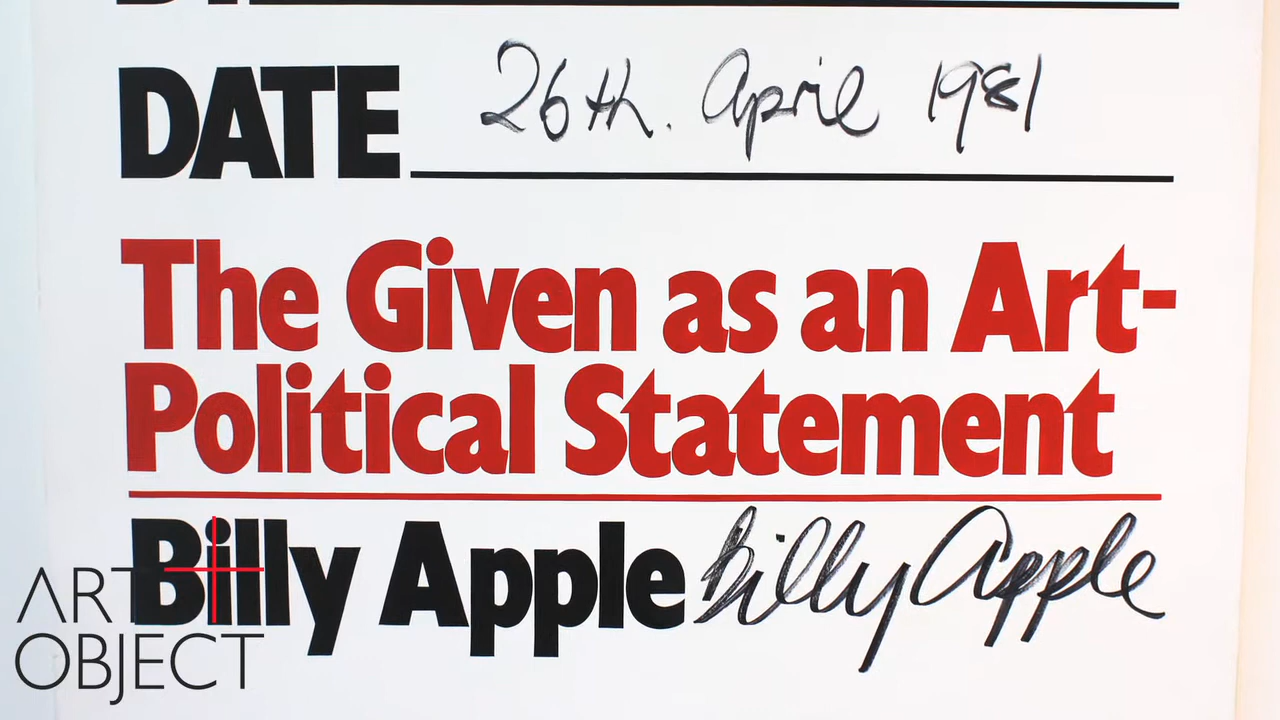 DATE 26th. April 1981
The Given as an Art-
Political Statement
Billy Apple Billy Apple
ART
OBJECT